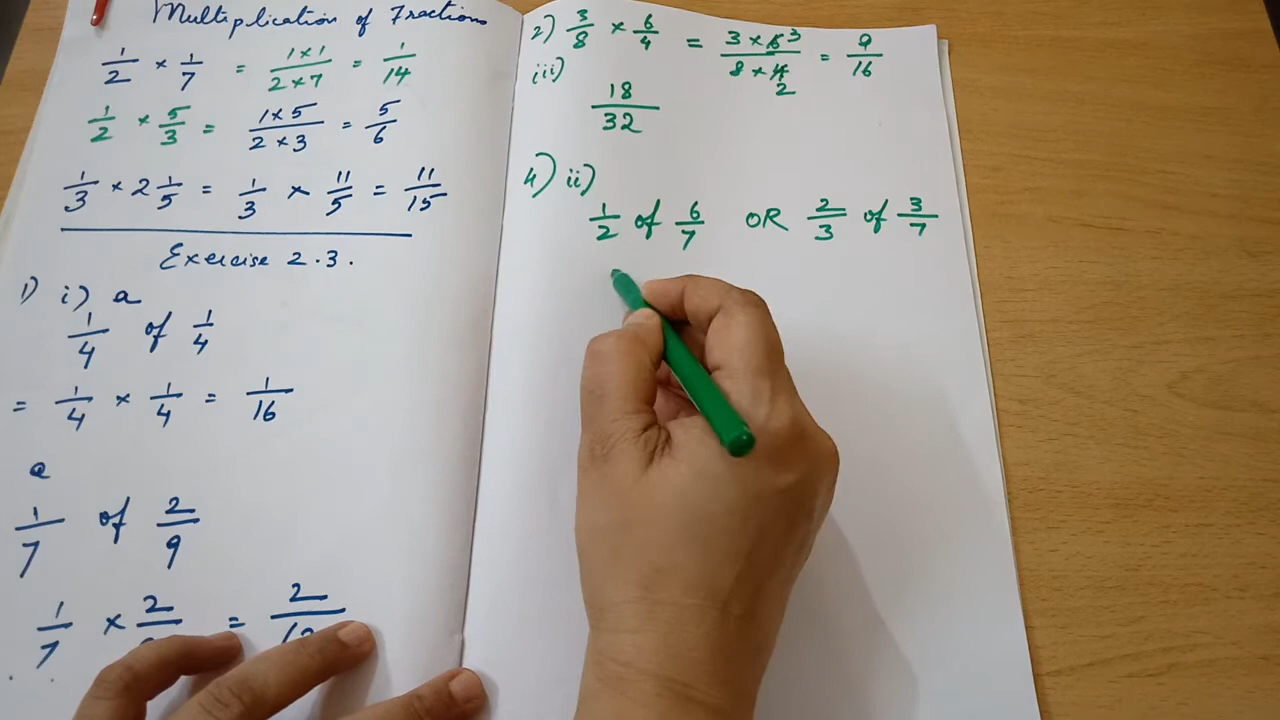 Multiplication of Fractions
1/2 × 1/7 = 1×1/2×7 = 1/14
1/2 × 5/3 = 1×5/2×3 = 5/6
1/3 × 2 1/5 = 1/3 × 11/5 = 11/15
Exercise 2.3.
1) i) a
1/4 of 1/4
= 1/4 × 1/4 = 1/16
a
1/7 of 2/9
1/7 × 2/ = 2/
2) 3/8 × 6/4 = 3×6 3/8×4 2 = 9/16
iii)
18/32
4) ii)
1/2 of 6/7 OR 2/3 of 3/7